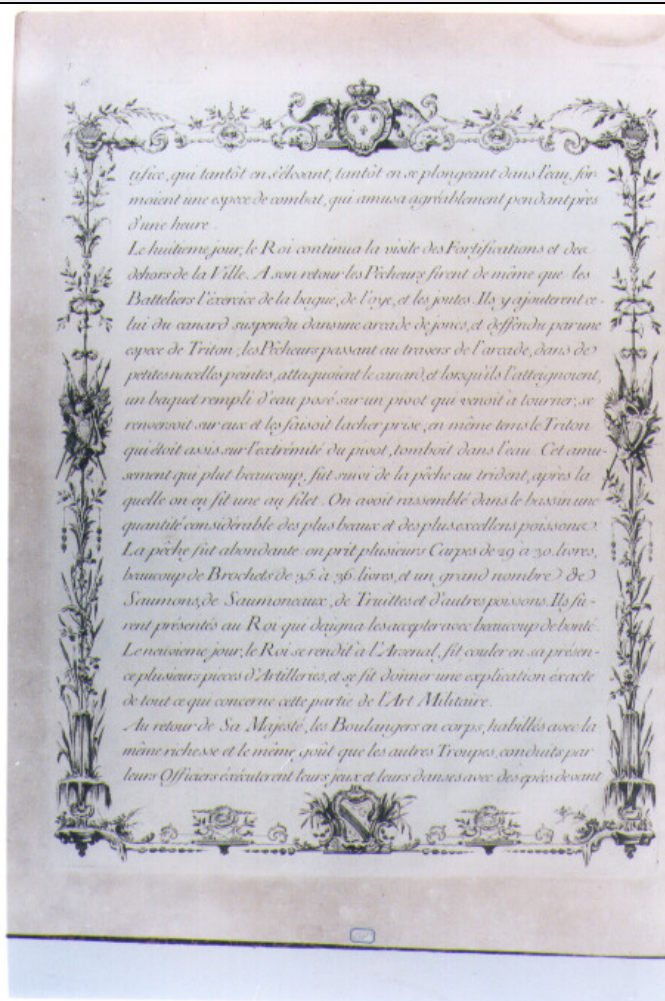 tifice, qui tantôt en s'élevant, tantôt en se plongeant dans l'eau, for-
moient une espece de combat, qui amusa agréablement pendant près
d'une heure.
Le huitieme jour, le Roi continua la visite des Fortifications et des
dehors de la Ville. A son retour les Pêcheurs firent de même que les
Batteliers l'éxercice de la bague, de l'oye, et les joutes. Ils y ajouterent ce-
lui du canard suspendu dans une arcade de joncs, et deffendu par une
espece de Triton, les Pêcheurs passant au travers de l'arcade, dans de
petites nacelles peintes, attaquoient le canard, et lorsqu'ils l'atteignoient,
un baquet rempli d'eau posé sur un pivot qui venoit à tourner, se
renversoit sur eux et les faisoit lacher prise, en même tems le Triton
qui étoit assis sur l'extrémité du pivot, tomboit dans l'eau. Cet amu-
sement qui plut beaucoup, fut suivi de la pêche au trident, après la
quelle on en fit une au filet. On avoit rassemblé dans le bassin une
quantité considérable des plus beaux et des plus excellens poissons.
La pêche fut abondante: on prit plusieurs Carpes de 29 à 30. livres,
beaucoup de Brochets de 35. à 36. livres, et un grand nombre de
Saumons, de Saumoneaux, de Truittes et d'autres poissons. Ils fu-
rent présentés au Roi qui daigna les accepter avec beaucoup de bonté.
Le neuvieme jour, le Roi se rendit à l'Arsenal, fit couler en sa présen-
ce plusieurs pieces d'Artilleries, et se fit donner une explication éxacte
de tout ce qui concerne cette partie de l'Art Militaire.
Au retour de Sa Majesté, les Boulangers en corps, habillés avec la
même richesse et le même goût que les autres Troupes, conduits par
leurs Officiers éxécuterent leurs jeux et leurs danses avec des epées devant